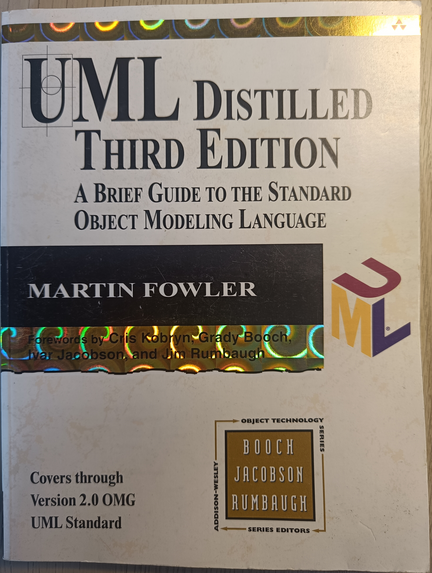 UML DISTILLED
THIRD EDITION
A BRIEF GUIDE TO THE STANDARD
OBJECT MODELING LANGUAGE
MARTIN FOWLER
UML
Forewords by Cris Kobryn, Grady Booch,
Ivar Jacobson, and Jim Rumbaugh
Covers through
Version 2.0 OMG
UML Standard
ADDISON-WESLEY
OBJECT TECHNOLOGY
SERIES
BOOCH
JACOBSON
RUMBAUGH
SERIES EDITORS